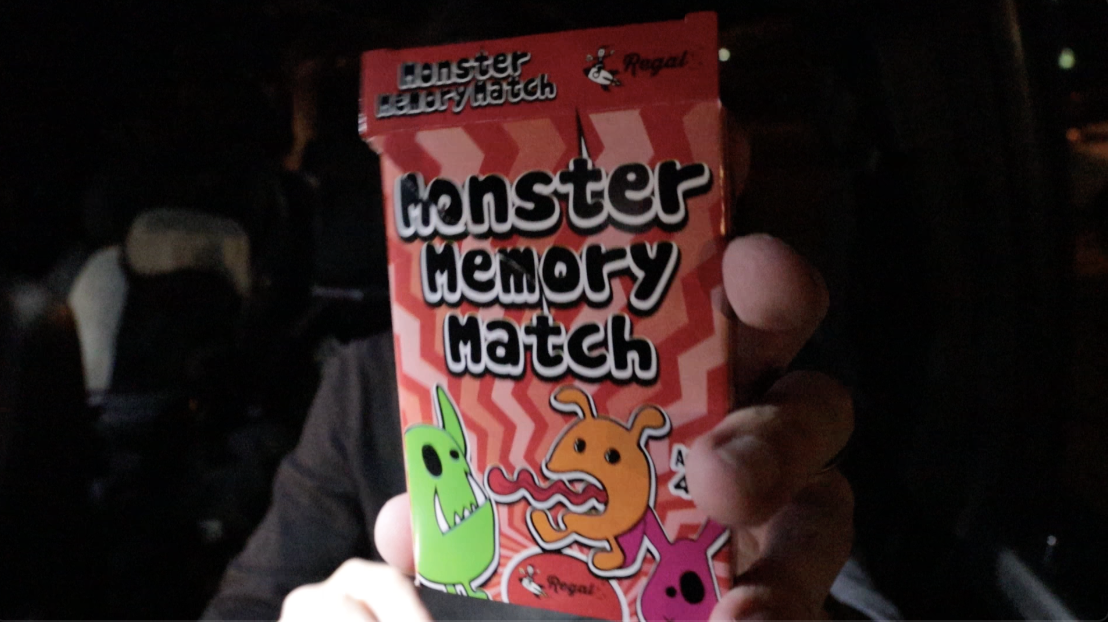 Monster
Memory Match
Regal
Monster
Memory
Match
Regal